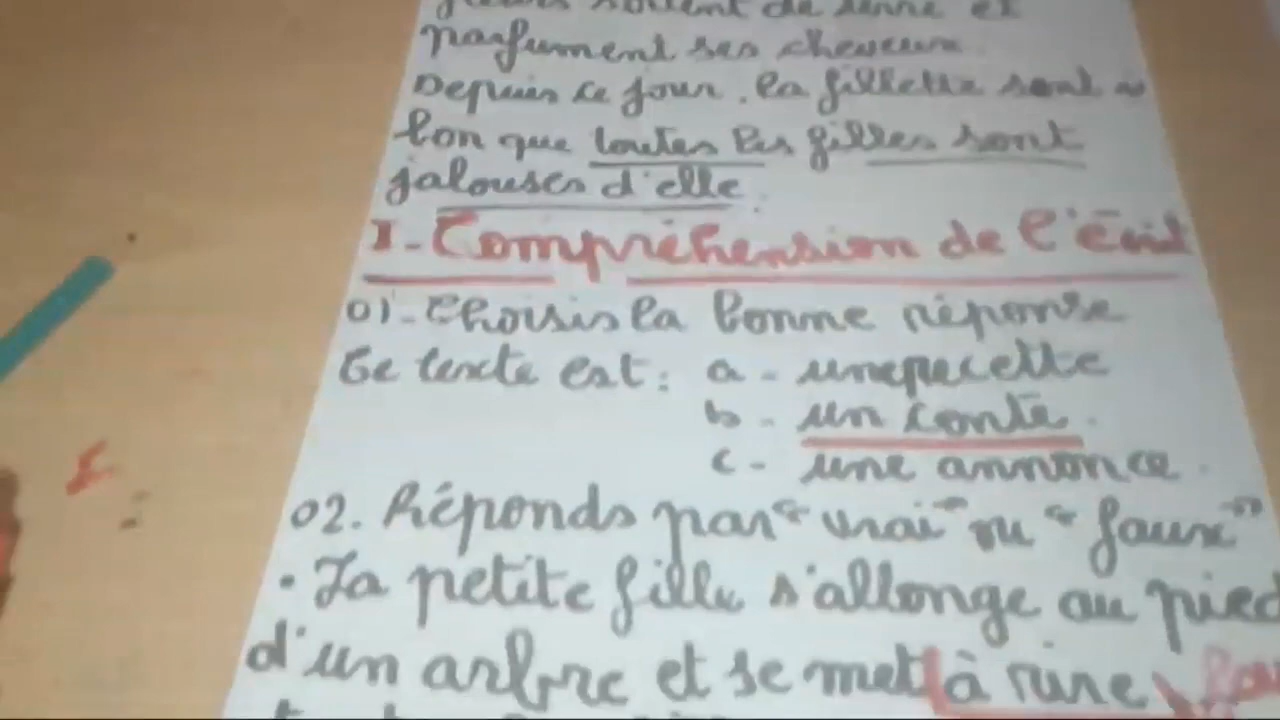 parfument ses cheveux.
Depuis ce jour. la fillette sent
bon que toutes les filles sont
jalouses d'elle.
I- Compréhension de l'écrit
01- Choisis la bonne réponse
Ce texte est: a - une recette
b - un conte.
c - une annonce.
02. Réponds par "vrai" ou "faux"
• La petite fille s'allonge au pied
d'un arbre et se met à rire